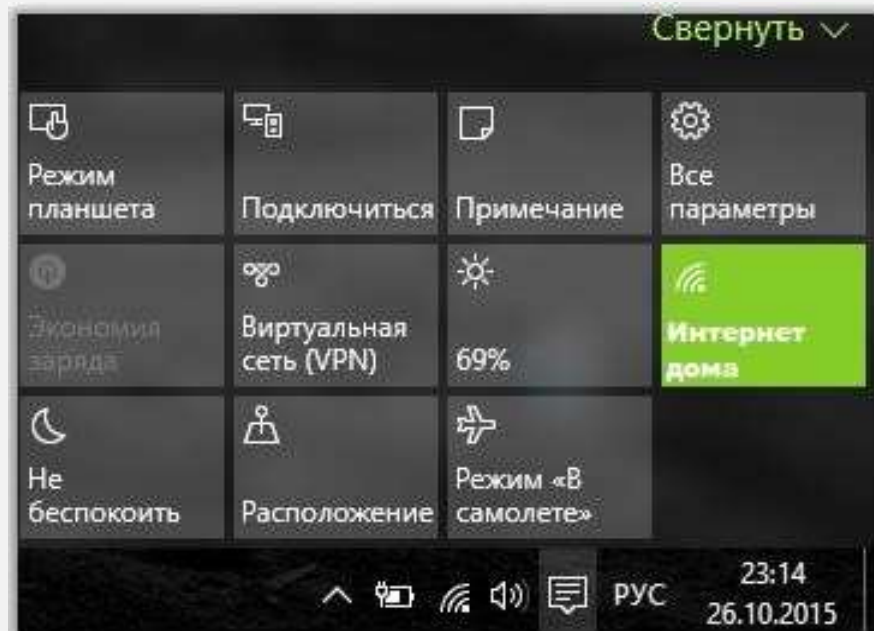 Свернуть
Режим
планшета
Подключиться
Примечание
Все
параметры
Экономия
заряда
Виртуальная
сеть (VPN)
69%
Интернет
дома
Не
беспокоить
Расположение
Режим «В
самолете»
РУС
23:14
26.10.2015